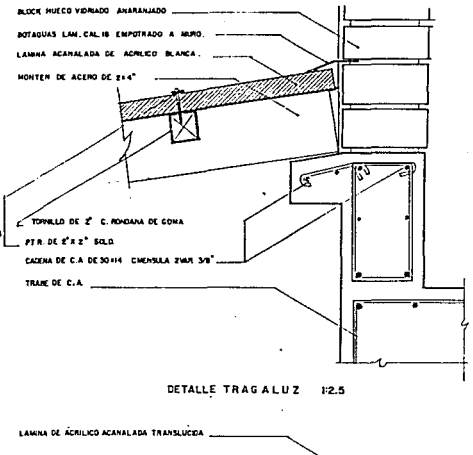 BLOCK HUECO VIDRIADO ANARANJADO
BOTAGUAS LAM. CAL. 18 EMPOTRADO A MURO.
LAMINA ACANALADA DE ACRILICO BLANCA.
MONTEN DE ACERO DE 2x4"
TORNILLO DE 2" C. RONDANA DE GOMA
PTR. DE 2"x 2" SOLD.
CADENA DE C.A DE 30x14 CMENSULA 2VAR 3/8"
TRABE DE C.A.
DETALLE TRAGALUZ 1:2.5
LAMINA DE ACRILICO ACANALADA TRANSLUCIDA